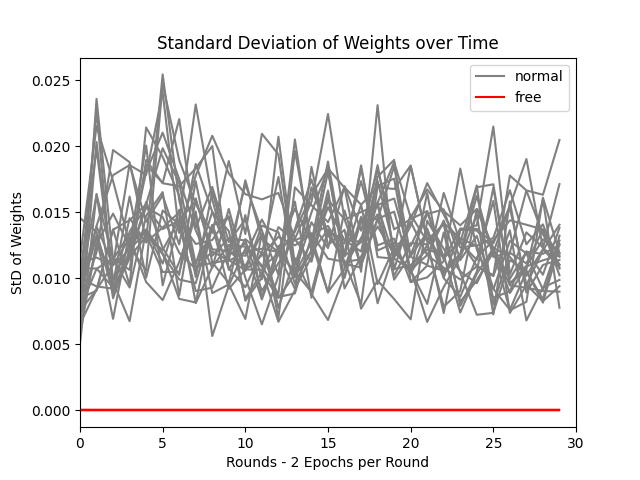 Standard Deviation of Weights over Time
normal
free
StD of Weights
0.025
0.020
0.015
0.010
0.005
0.000
0 5 10 15 20 25 30
Rounds - 2 Epochs per Round